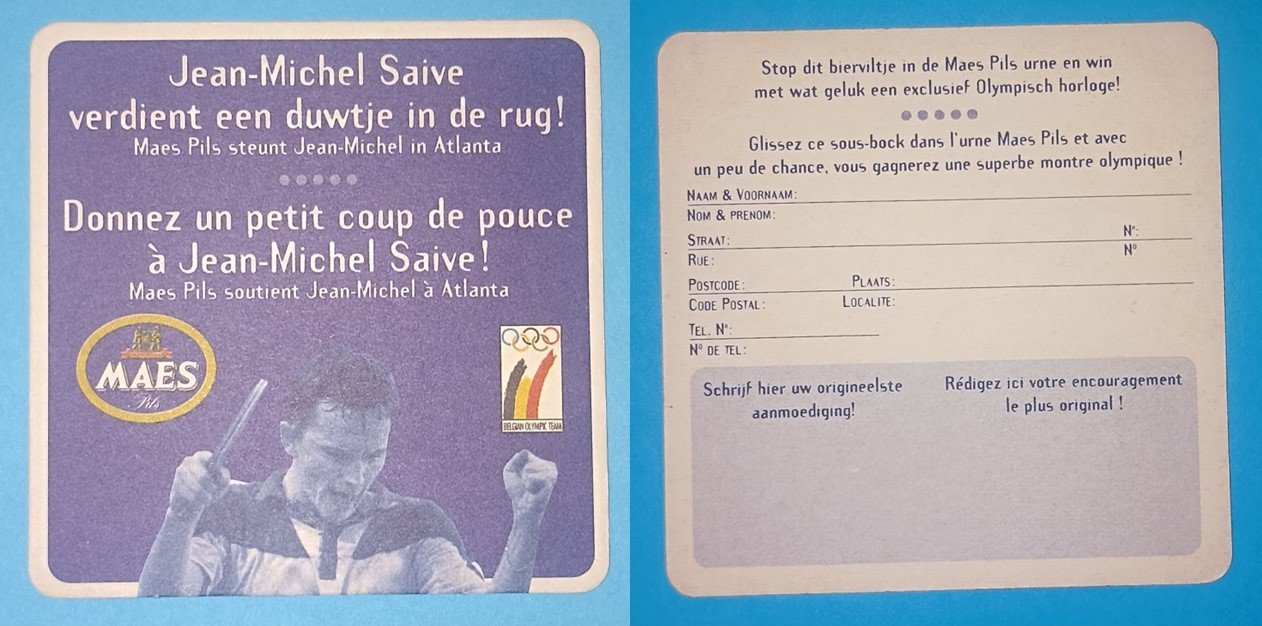 Jean-Michel Saive
verdient een duwtje in de rug!
Maes Pils steunt Jean-Michel in Atlanta
Donnez un petit coup de pouce
à Jean-Michel Saive!
Maes Pils soutient Jean-Michel à Atlanta
MAES
Pils
BELGIAN OLYMPIC TEAM
Stop dit bierviltje in de Maes Pils urne en win
met wat geluk een exclusief Olympisch horloge!
Glissez ce sous-bock dans l'urne Maes Pils et avec
un peu de chance, vous gagnerez une superbe montre olympique !
NAAM & VOORNAAM:
NOM & PRENOM:
STRAAT: N°:
RUE: N°
POSTCODE: PLAATS:
CODE POSTAL: LOCALITE:
TEL. N°:
N° DE TEL:
Schrijf hier uw origineelste
aanmoediging!
Rédigez ici votre encouragement
le plus original !